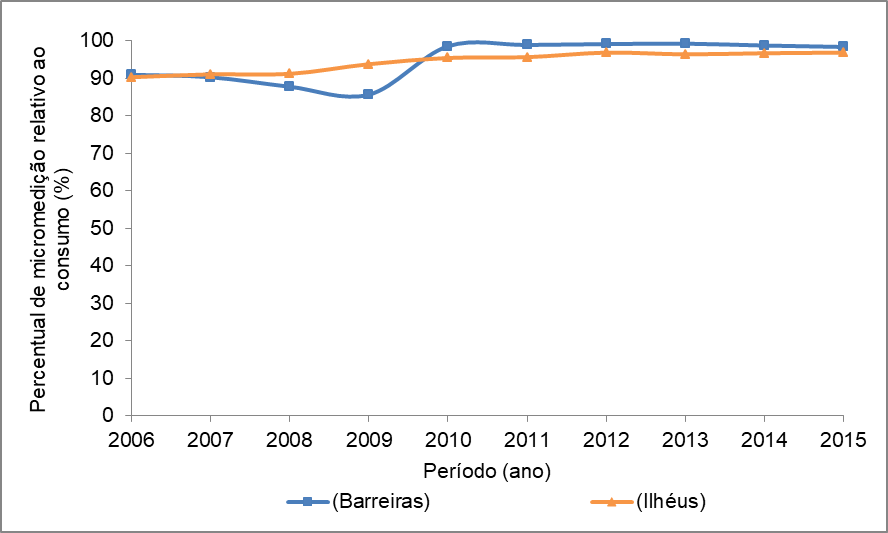 Percentual de micromedição relativo ao
consumo (%)
100
90
80
70
60
50
40
30
20
10
0
2006 2007 2008 2009 2010 2011 2012 2013 2014 2015
Período (ano)
(Barreiras) (Ilhéus)